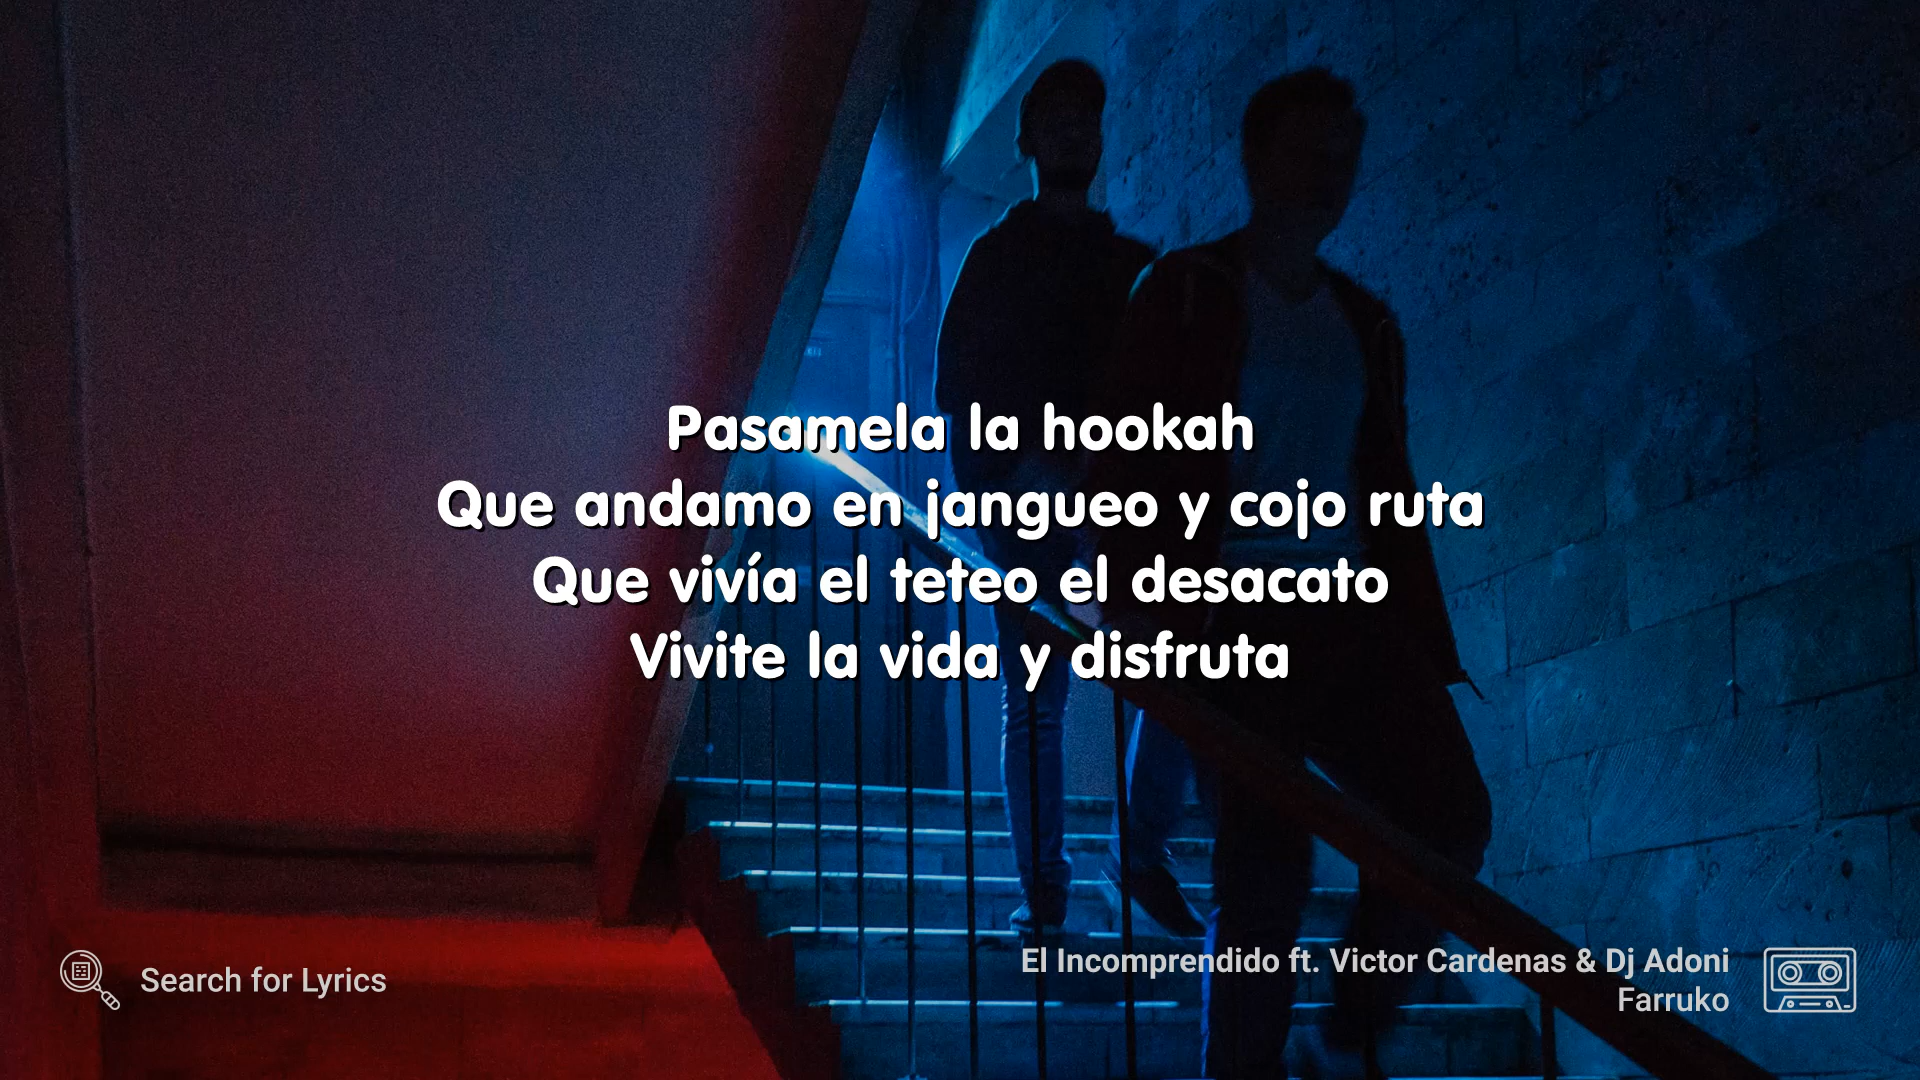 Pasamela la hookah
Que andamo en jangueo y cojo ruta
Que vivía el teteo el desacato
Vivite la vida y disfruta
Search for Lyrics
El Incomprendido ft. Victor Cardenas & Dj Adoni
Farruko